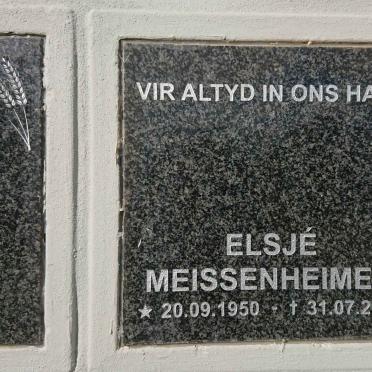 VIR ALTYD IN ONS HA
ELSJÉ
MEISSENHEIME
★ 20.09.1950 - † 31.07.2